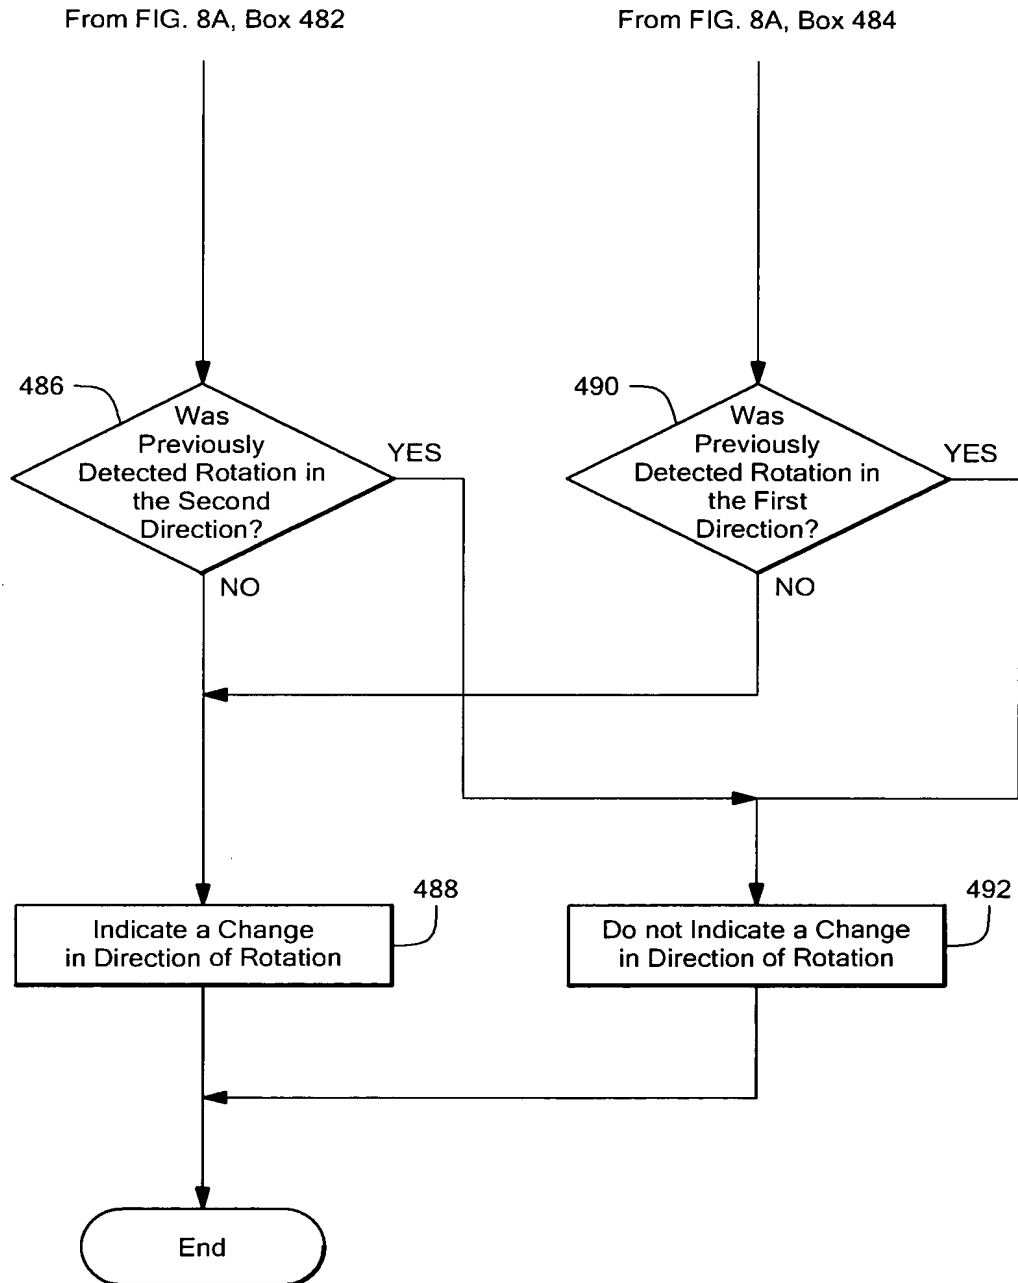 From FIG. 8A, Box 482
From FIG. 8A, Box 484
486
Was
Previously
Detected Rotation in
the Second
Direction?
YES
NO
490
Was
Previously
Detected Rotation in
the First
Direction?
YES
NO
488
Indicate a Change
in Direction of Rotation
492
Do not Indicate a Change
in Direction of Rotation
End